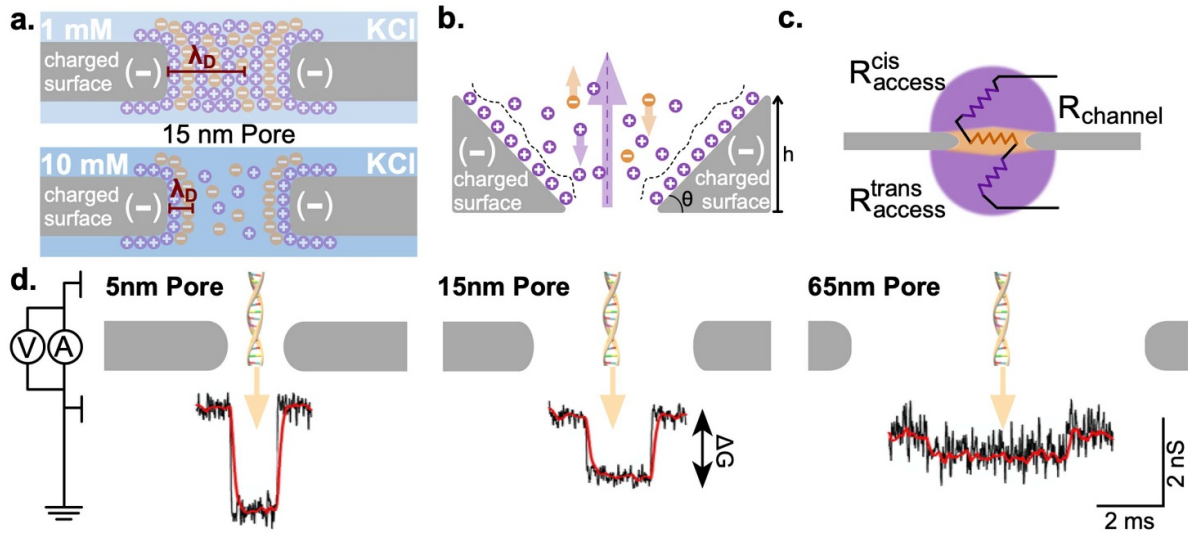 a.
1 mM
KCl
charged
surface
(-)
λD
(-)
15 nm Pore
10 mM
KCl
charged
surface
(-)
λD
(-)
b.
(-)
charged
surface
θ
(-)
charged
surface
h
c.
R cis access
R channel
R trans access
d.
V
A
5nm Pore
15nm Pore
ΔG
65nm Pore
2 nS
2 ms